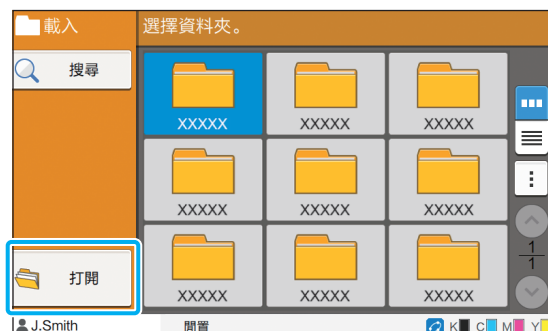 載入
選擇資料夾。
搜尋
XXXXX
XXXXX
XXXXX
XXXXX
XXXXX
XXXXX
打開
XXXXX
XXXXX
XXXXX
1
1
J.Smith
閒置
K C M Y